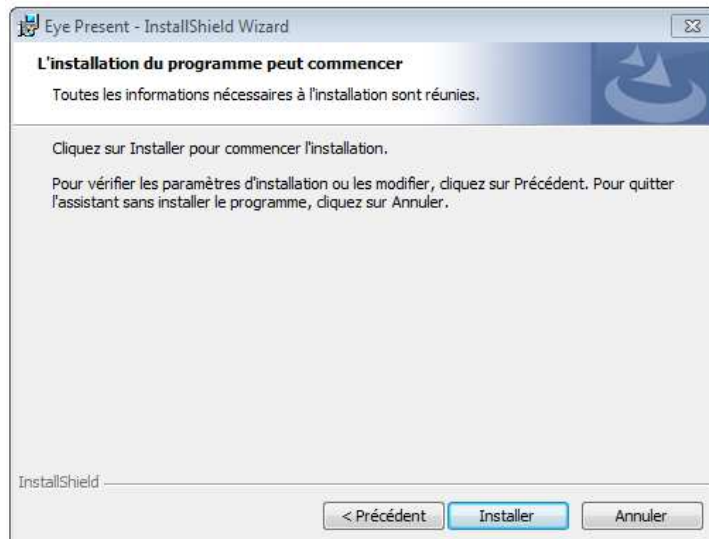 Eye Present - InstallShield Wizard
L'installation du programme peut commencer
Toutes les informations nécessaires à l'installation sont réunies.
Cliquez sur Installer pour commencer l'installation.
Pour vérifier les paramètres d'installation ou les modifier, cliquez sur Précédent. Pour quitter
l'assistant sans installer le programme, cliquez sur Annuler.
InstallShield
< Précédent
Installer
Annuler